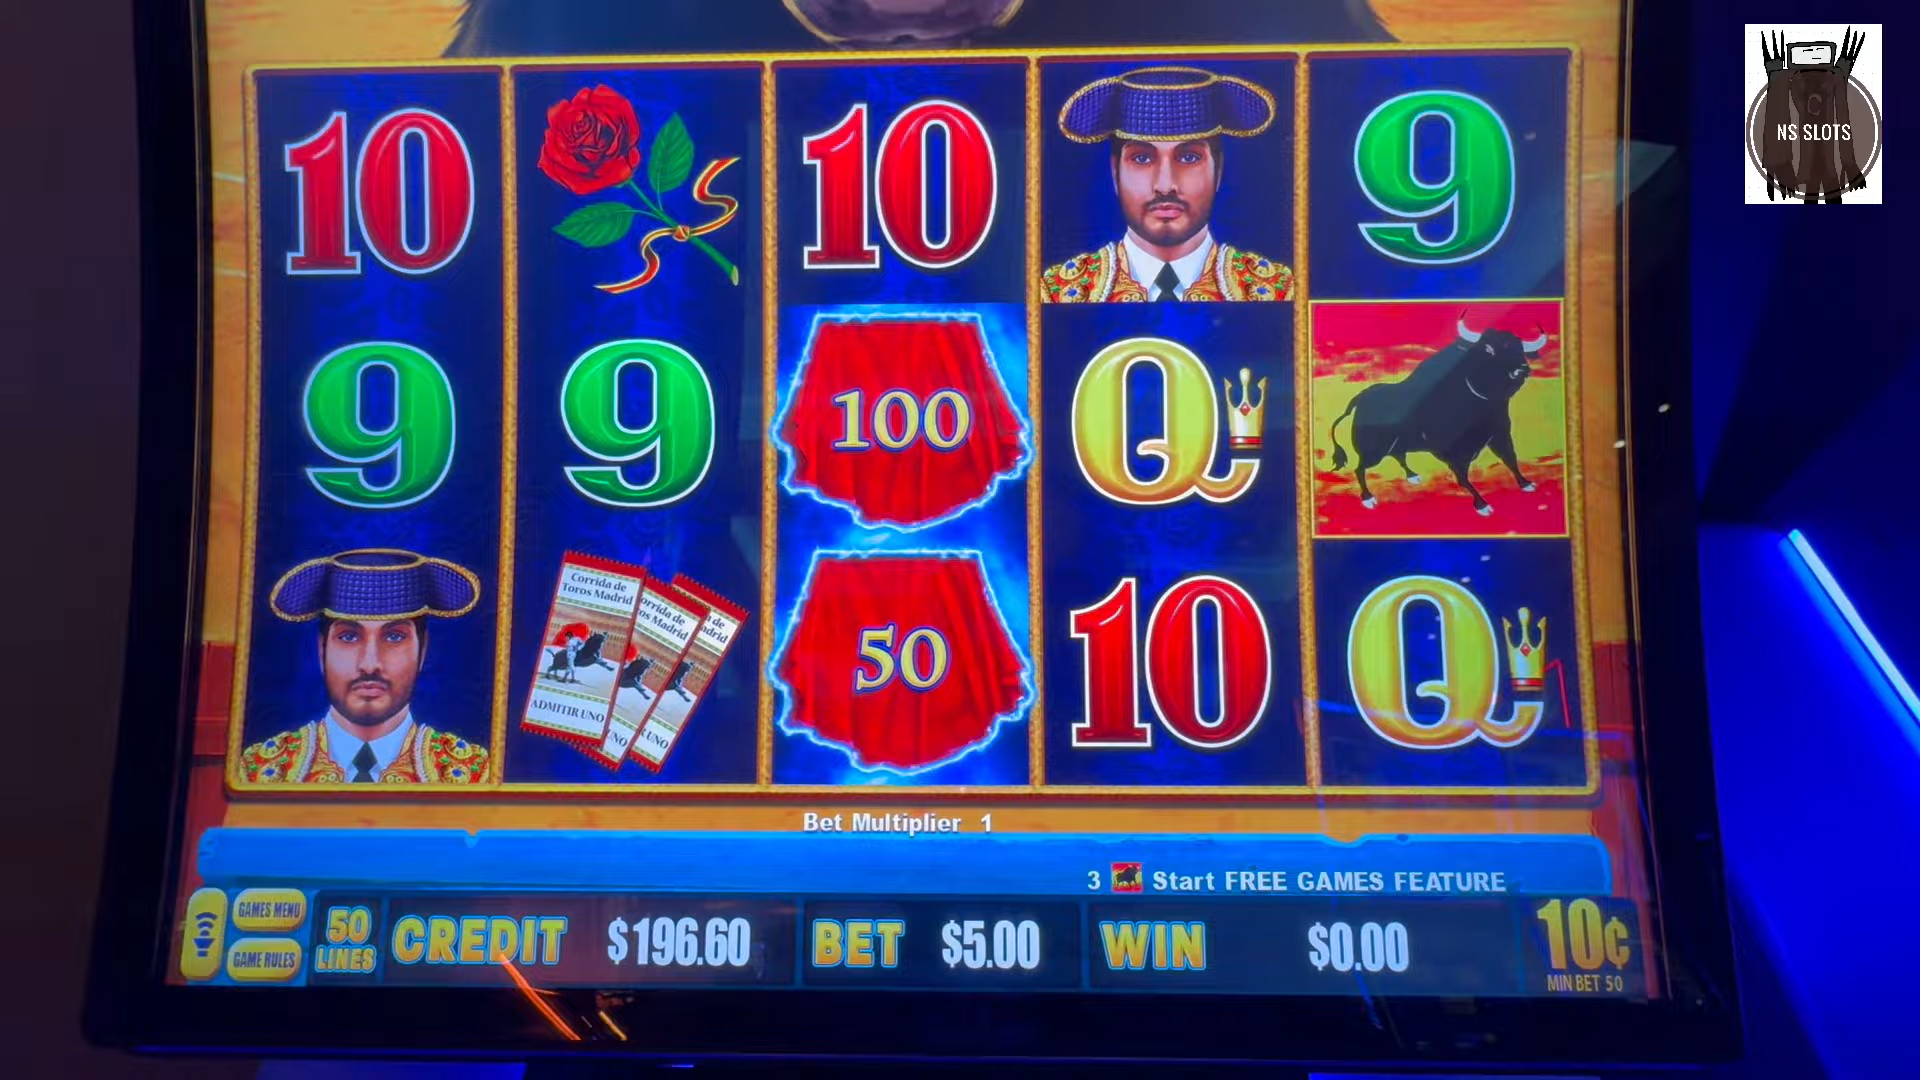 NS SLOTS
10
10
9
9
9
100
Q
Corrida de
Toros Madrid
50
10
Q
ADMITIR UNO
Bet Multiplier 1
3 Start FREE GAMES FEATURE
GAMES MENU
GAME RULES
50
LINES
CREDIT $196.60
BET $5.00
WIN $0.00
10¢
MIN BET 50